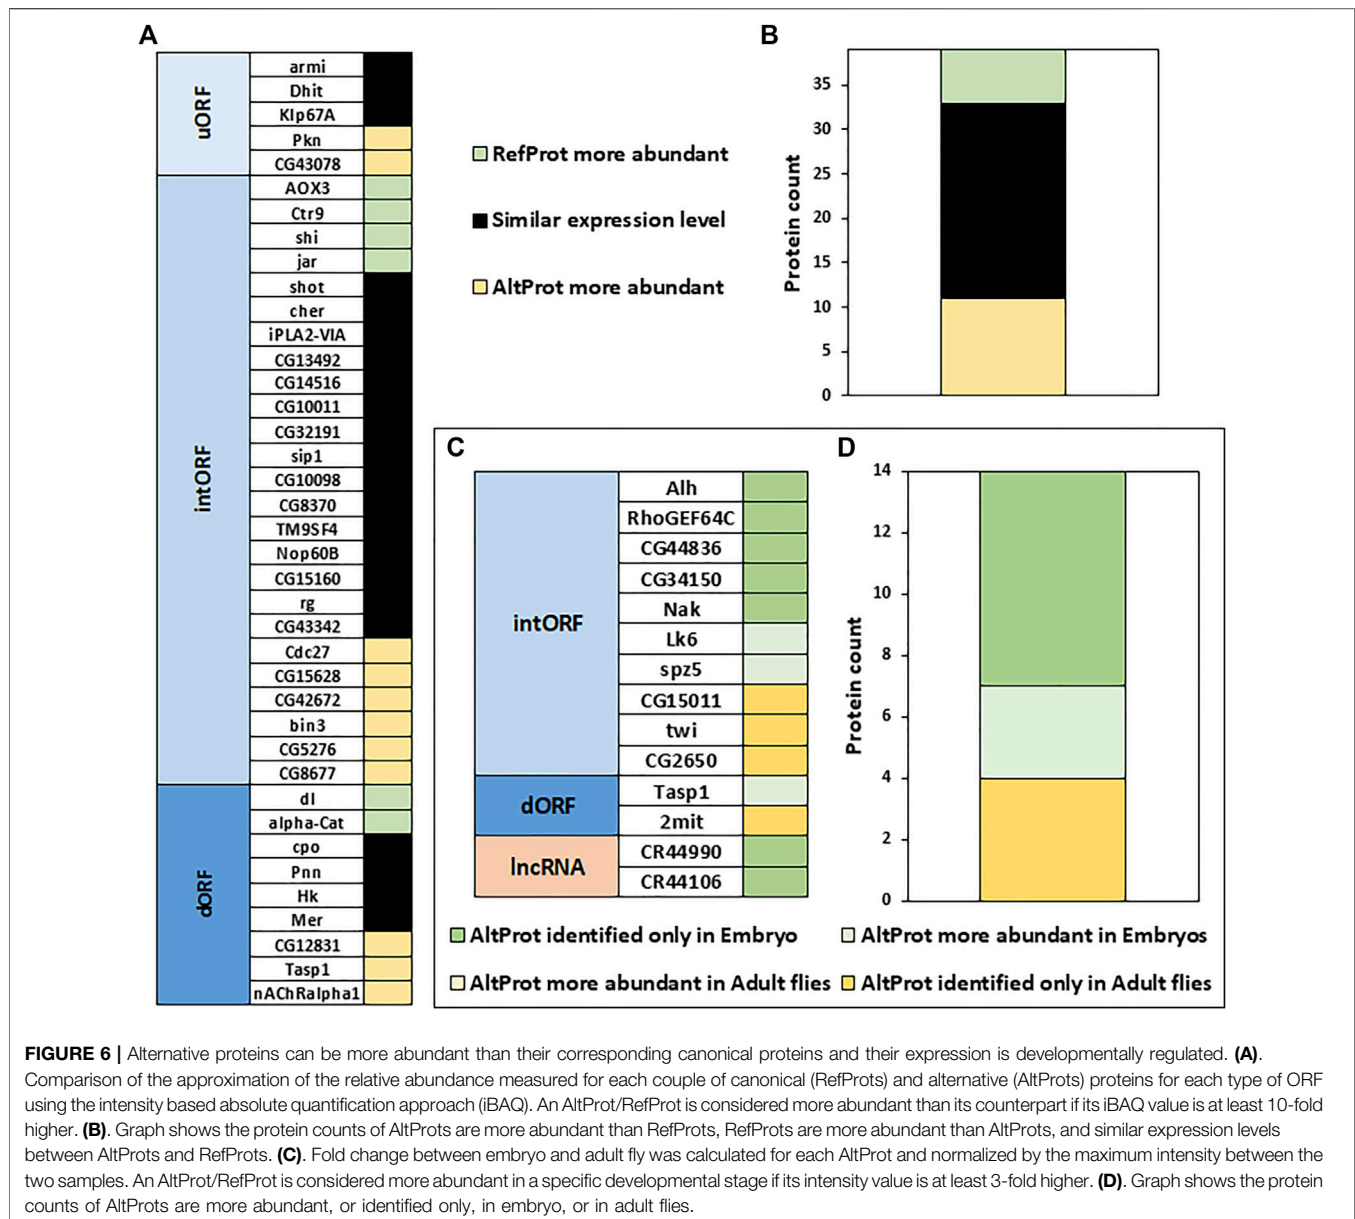 A
uORF
armi
Dhit
Klp67A
Pkn
CG43078
intORF
AOX3
Ctr9
shi
jar
shot
cher
iPLA2-VIA
CG13492
CG14516
CG10011
CG32191
sip1
CG10098
CG8370
TM9SF4
Nop60B
CG15160
rg
CG43342
Cdc27
CG15628
CG42672
bin3
CG5276
CG8677
dORF
dl
alpha-Cat
cpo
Pnn
Hk
Mer
CG12831
Tasp1
nAChRalpha1
RefProt more abundant
Similar expression level
AltProt more abundant
B
Protein count
35
30
25
20
15
10
5
0
C
intORF
Alh
RhoGEF64C
CG44836
CG34150
Nak
Lk6
spz5
CG15011
twi
CG2650
dORF
Tasp1
2mit
lncRNA
CR44990
CR44106
D
Protein count
14
12
10
8
6
4
2
0
AltProt identified only in Embryo
AltProt more abundant in Embryos
AltProt more abundant in Adult flies
AltProt identified only in Adult flies
FIGURE 6 | Alternative proteins can be more abundant than their corresponding canonical proteins and their expression is developmentally regulated. (A).
Comparison of the approximation of the relative abundance measured for each couple of canonical (RefProts) and alternative (AltProts) proteins for each type of ORF
using the intensity based absolute quantification approach (iBAQ). An AltProt/RefProt is considered more abundant than its counterpart if its iBAQ value is at least 10-fold
higher. (B). Graph shows the protein counts of AltProts are more abundant than RefProts, RefProts are more abundant than AltProts, and similar expression levels
between AltProts and RefProts. (C). Fold change between embryo and adult fly was calculated for each AltProt and normalized by the maximum intensity between the
two samples. An AltProt/RefProt is considered more abundant in a specific developmental stage if its intensity value is at least 3-fold higher. (D). Graph shows the protein
counts of AltProts are more abundant, or identified only, in embryo, or in adult flies.